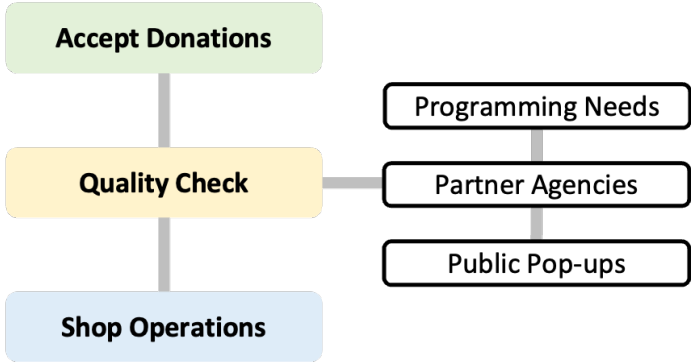 Accept Donations
Quality Check
Shop Operations
Programming Needs
Partner Agencies
Public Pop-ups